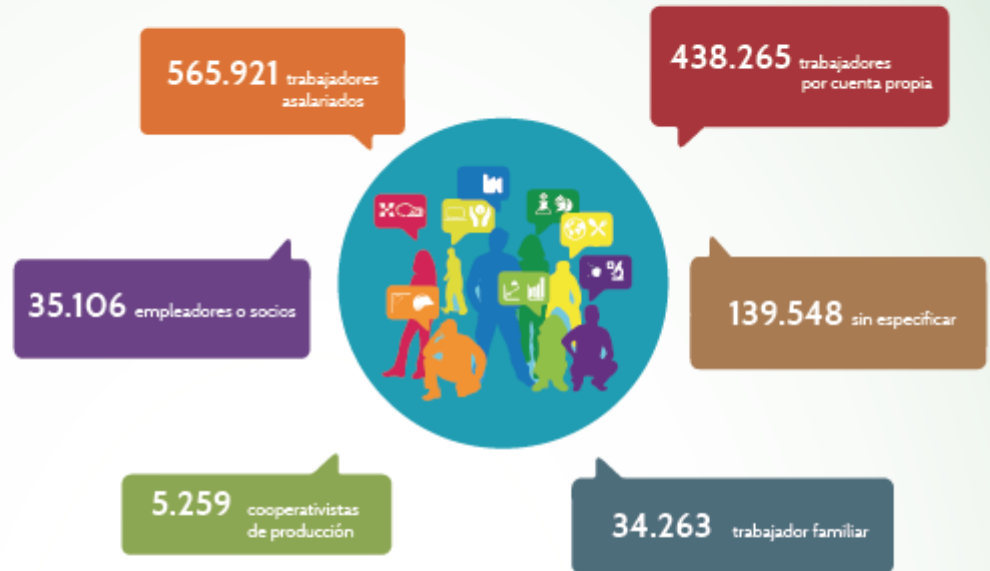 565.921 trabajadores
asalariados
438.265 trabajadores
por cuenta propia
35.106 empleadores o socios
139.548 sin especificar
5.259 cooperativistas
de producción
34.263 trabajador familiar